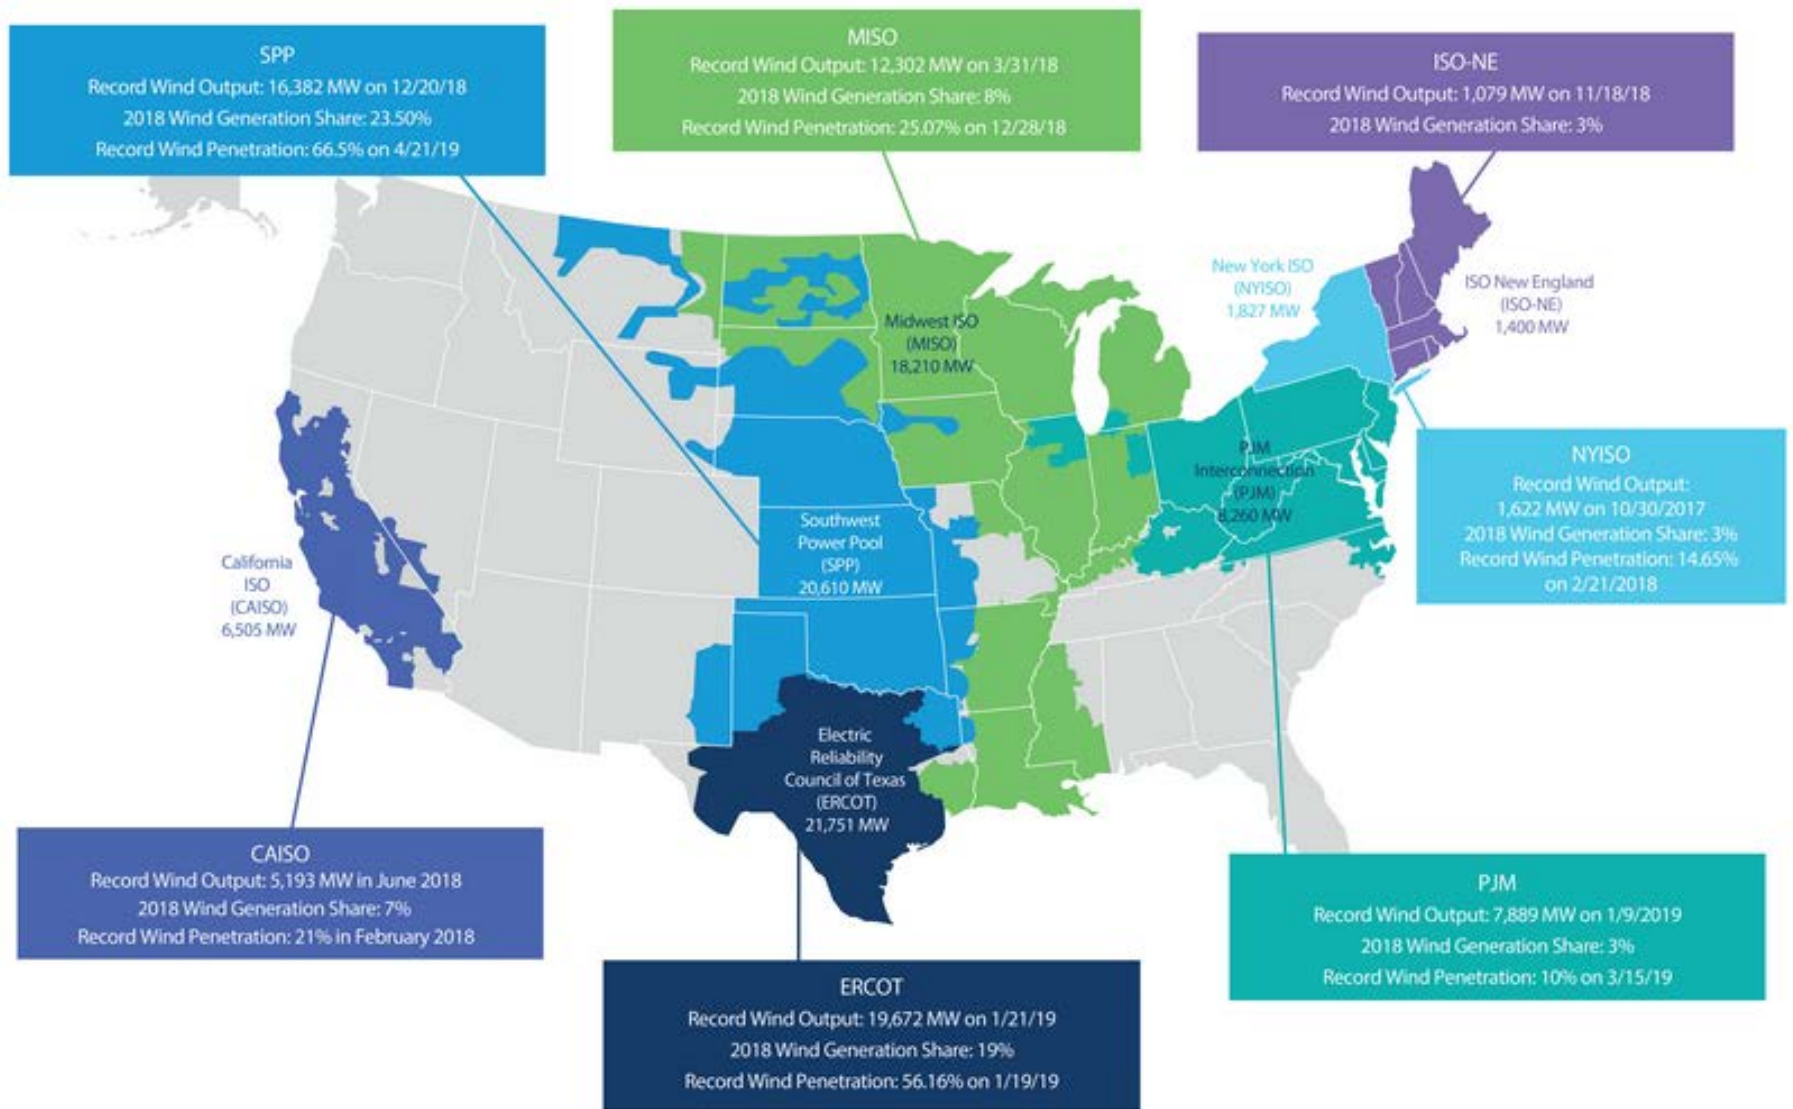 SPP
Record Wind Output: 16,382 MW on 12/20/18
2018 Wind Generation Share: 23.50%
Record Wind Penetration: 66.5% on 4/21/19
MISO
Record Wind Output: 12,302 MW on 3/31/18
2018 Wind Generation Share: 8%
Record Wind Penetration: 25.07% on 12/28/18
ISO-NE
Record Wind Output: 1,079 MW on 11/18/18
2018 Wind Generation Share: 3%
New York ISO
(NYISO)
1,827 MW
ISO New England
(ISO-NE)
1,400 MW
Midwest ISO
(MISO)
18,210 MW
PJM
Interconnection
(PJM)
8,260 MW
NYISO
Record Wind Output:
1,622 MW on 10/30/2017
2018 Wind Generation Share: 3%
Record Wind Penetration: 14.65%
on 2/21/2018
Southwest
Power Pool
(SPP)
20,610 MW
California
ISO
(CAISO)
6,505 MW
Electric
Reliability
Council of Texas
(ERCOT)
21,751 MW
CAISO
Record Wind Output: 5,193 MW in June 2018
2018 Wind Generation Share: 7%
Record Wind Penetration: 21% in February 2018
PJM
Record Wind Output: 7,889 MW on 1/9/2019
2018 Wind Generation Share: 3%
Record Wind Penetration: 10% on 3/15/19
ERCOT
Record Wind Output: 19,672 MW on 1/21/19
2018 Wind Generation Share: 19%
Record Wind Penetration: 56.16% on 1/19/19